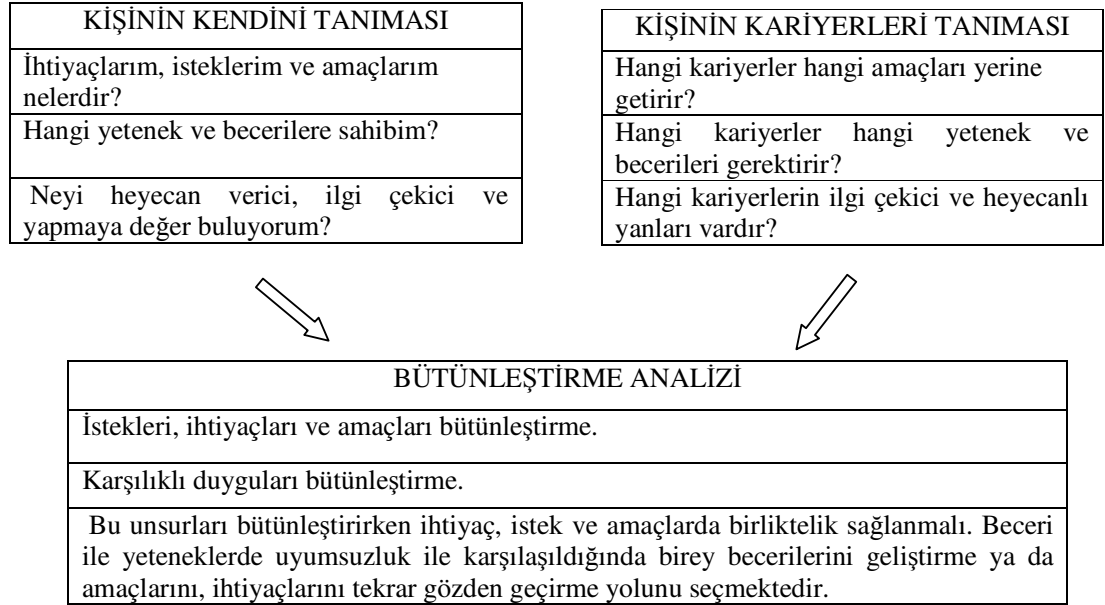 KİŞİNİN KENDİNİ TANIMASI
İhtiyaçlarım, isteklerim ve amaçlarım
nelerdir?
Hangi yetenek ve becerilere sahibim?
Neyi heyecan verici, ilgi çekici ve
yapmaya değer buluyorum?
KİŞİNİN KARİYERLERİ TANIMASI
Hangi kariyerler hangi amaçları yerine
getirir?
Hangi kariyerler hangi yetenek ve
becerileri gerektirir?
Hangi kariyerlerin ilgi çekici ve heyecanlı
yanları vardır?
BÜTÜNLEŞTİRME ANALİZİ
İstekleri, ihtiyaçları ve amaçları bütünleştirme.
Karşılıklı duyguları bütünleştirme.
Bu unsurları bütünleştirirken ihtiyaç, istek ve amaçlarda birliktelik sağlanmalı. Beceri
ile yeteneklerde uyumsuzluk ile karşılaşıldığında birey becerilerini geliştirme ya da
amaçlarını, ihtiyaçlarını tekrar gözden geçirme yolunu seçmektedir.